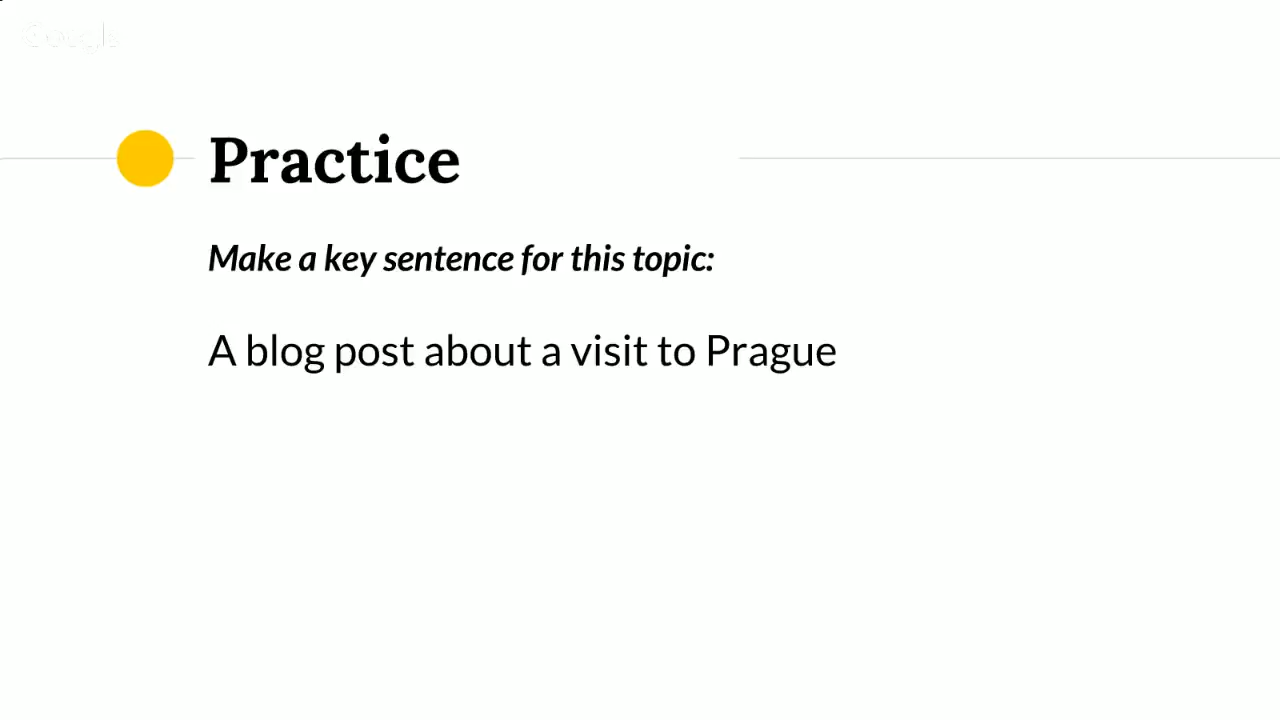 Practice
Make a key sentence for this topic:
A blog post about a visit to Prague